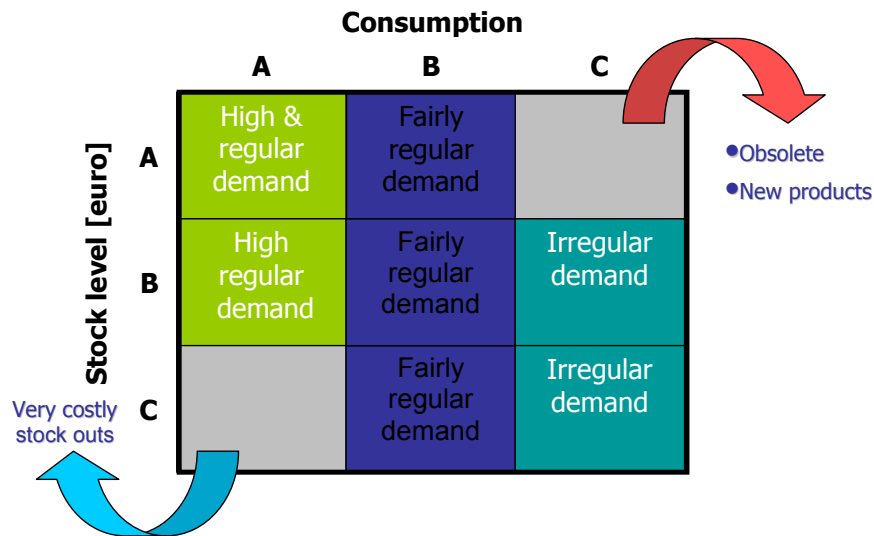 Consumption
A
B
C
Stock level [euro]
A
High &
regular
demand
Fairly
regular
demand
•Obsolete
•New products
B
High
regular
demand
Fairly
regular
demand
Irregular
demand
C
Fairly
regular
demand
Irregular
demand
Very costly
stock outs